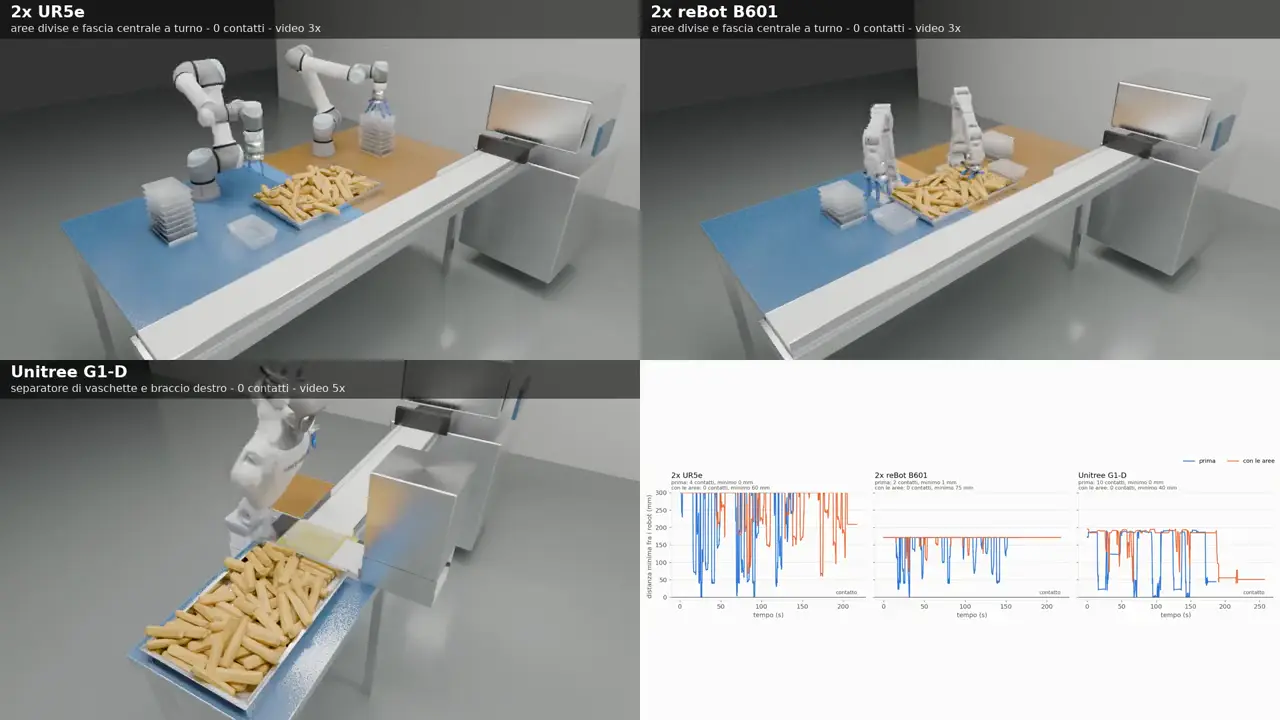 2x UR5e
aree divise e fascia centrale a turno - 0 contatti - video 3x
2x reBot B601
aree divise e fascia centrale a turno - 0 contatti - video 3x
Unitree G1-D
separatore di vaschette e braccio destro - 0 contatti - video 5x
prima
con le aree
2x UR5e
prima: 4 contatti, minimo 0 mm
con le aree: 0 contatti, minimo 60 mm
2x reBot B601
prima: 2 contatti, minimo 1 mm
con le aree: 0 contatti, minimo 75 mm
Unitree G1-D
prima: 10 contatti, minimo 0 mm
con le aree: 0 contatti, minimo 40 mm
distanza minima fra i robot (mm)
300
250
200
150
100
50
0
contatto
contatto
contatto
0 50 100 150 200
0 50 100 150 200
0 50 100 150 200 250
tempo (s)
tempo (s)
tempo (s)